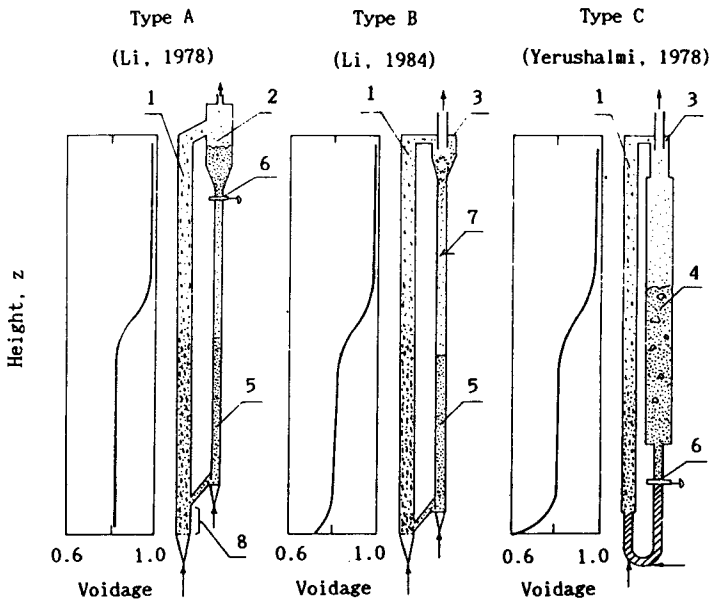 Type A
(Li, 1978)
Type B
(Li, 1984)
Type C
(Yerushalmi, 1978)
1
2
6
5
8
1
3
7
5
1
3
4
6
Height, z
0.6 1.0
Voidage
0.6 1.0
Voidage
0.6 1.0
Voidage